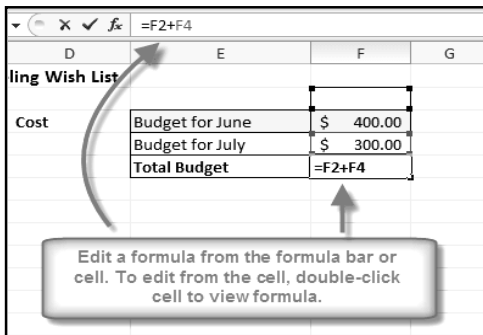 fx =F2+F4
D E F G
ling Wish List
Cost Budget for June $ 400.00
Budget for July $ 300.00
Total Budget =F2+F4
Edit a formula from the formula bar or
cell. To edit from the cell, double-click
cell to view formula.